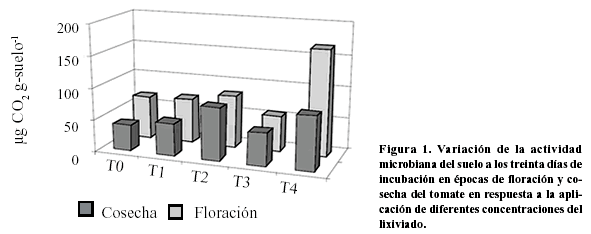 200
150
100
50
0
µg CO2 g-suelo-1
T0
T1
T2
T3
T4
Cosecha
Floración
Figura 1. Variación de la actividad
microbiana del suelo a los treinta días de
incubación en épocas de floración y co-
secha del tomate en respuesta a la apli-
cación de diferentes concentraciones del
lixiviado.